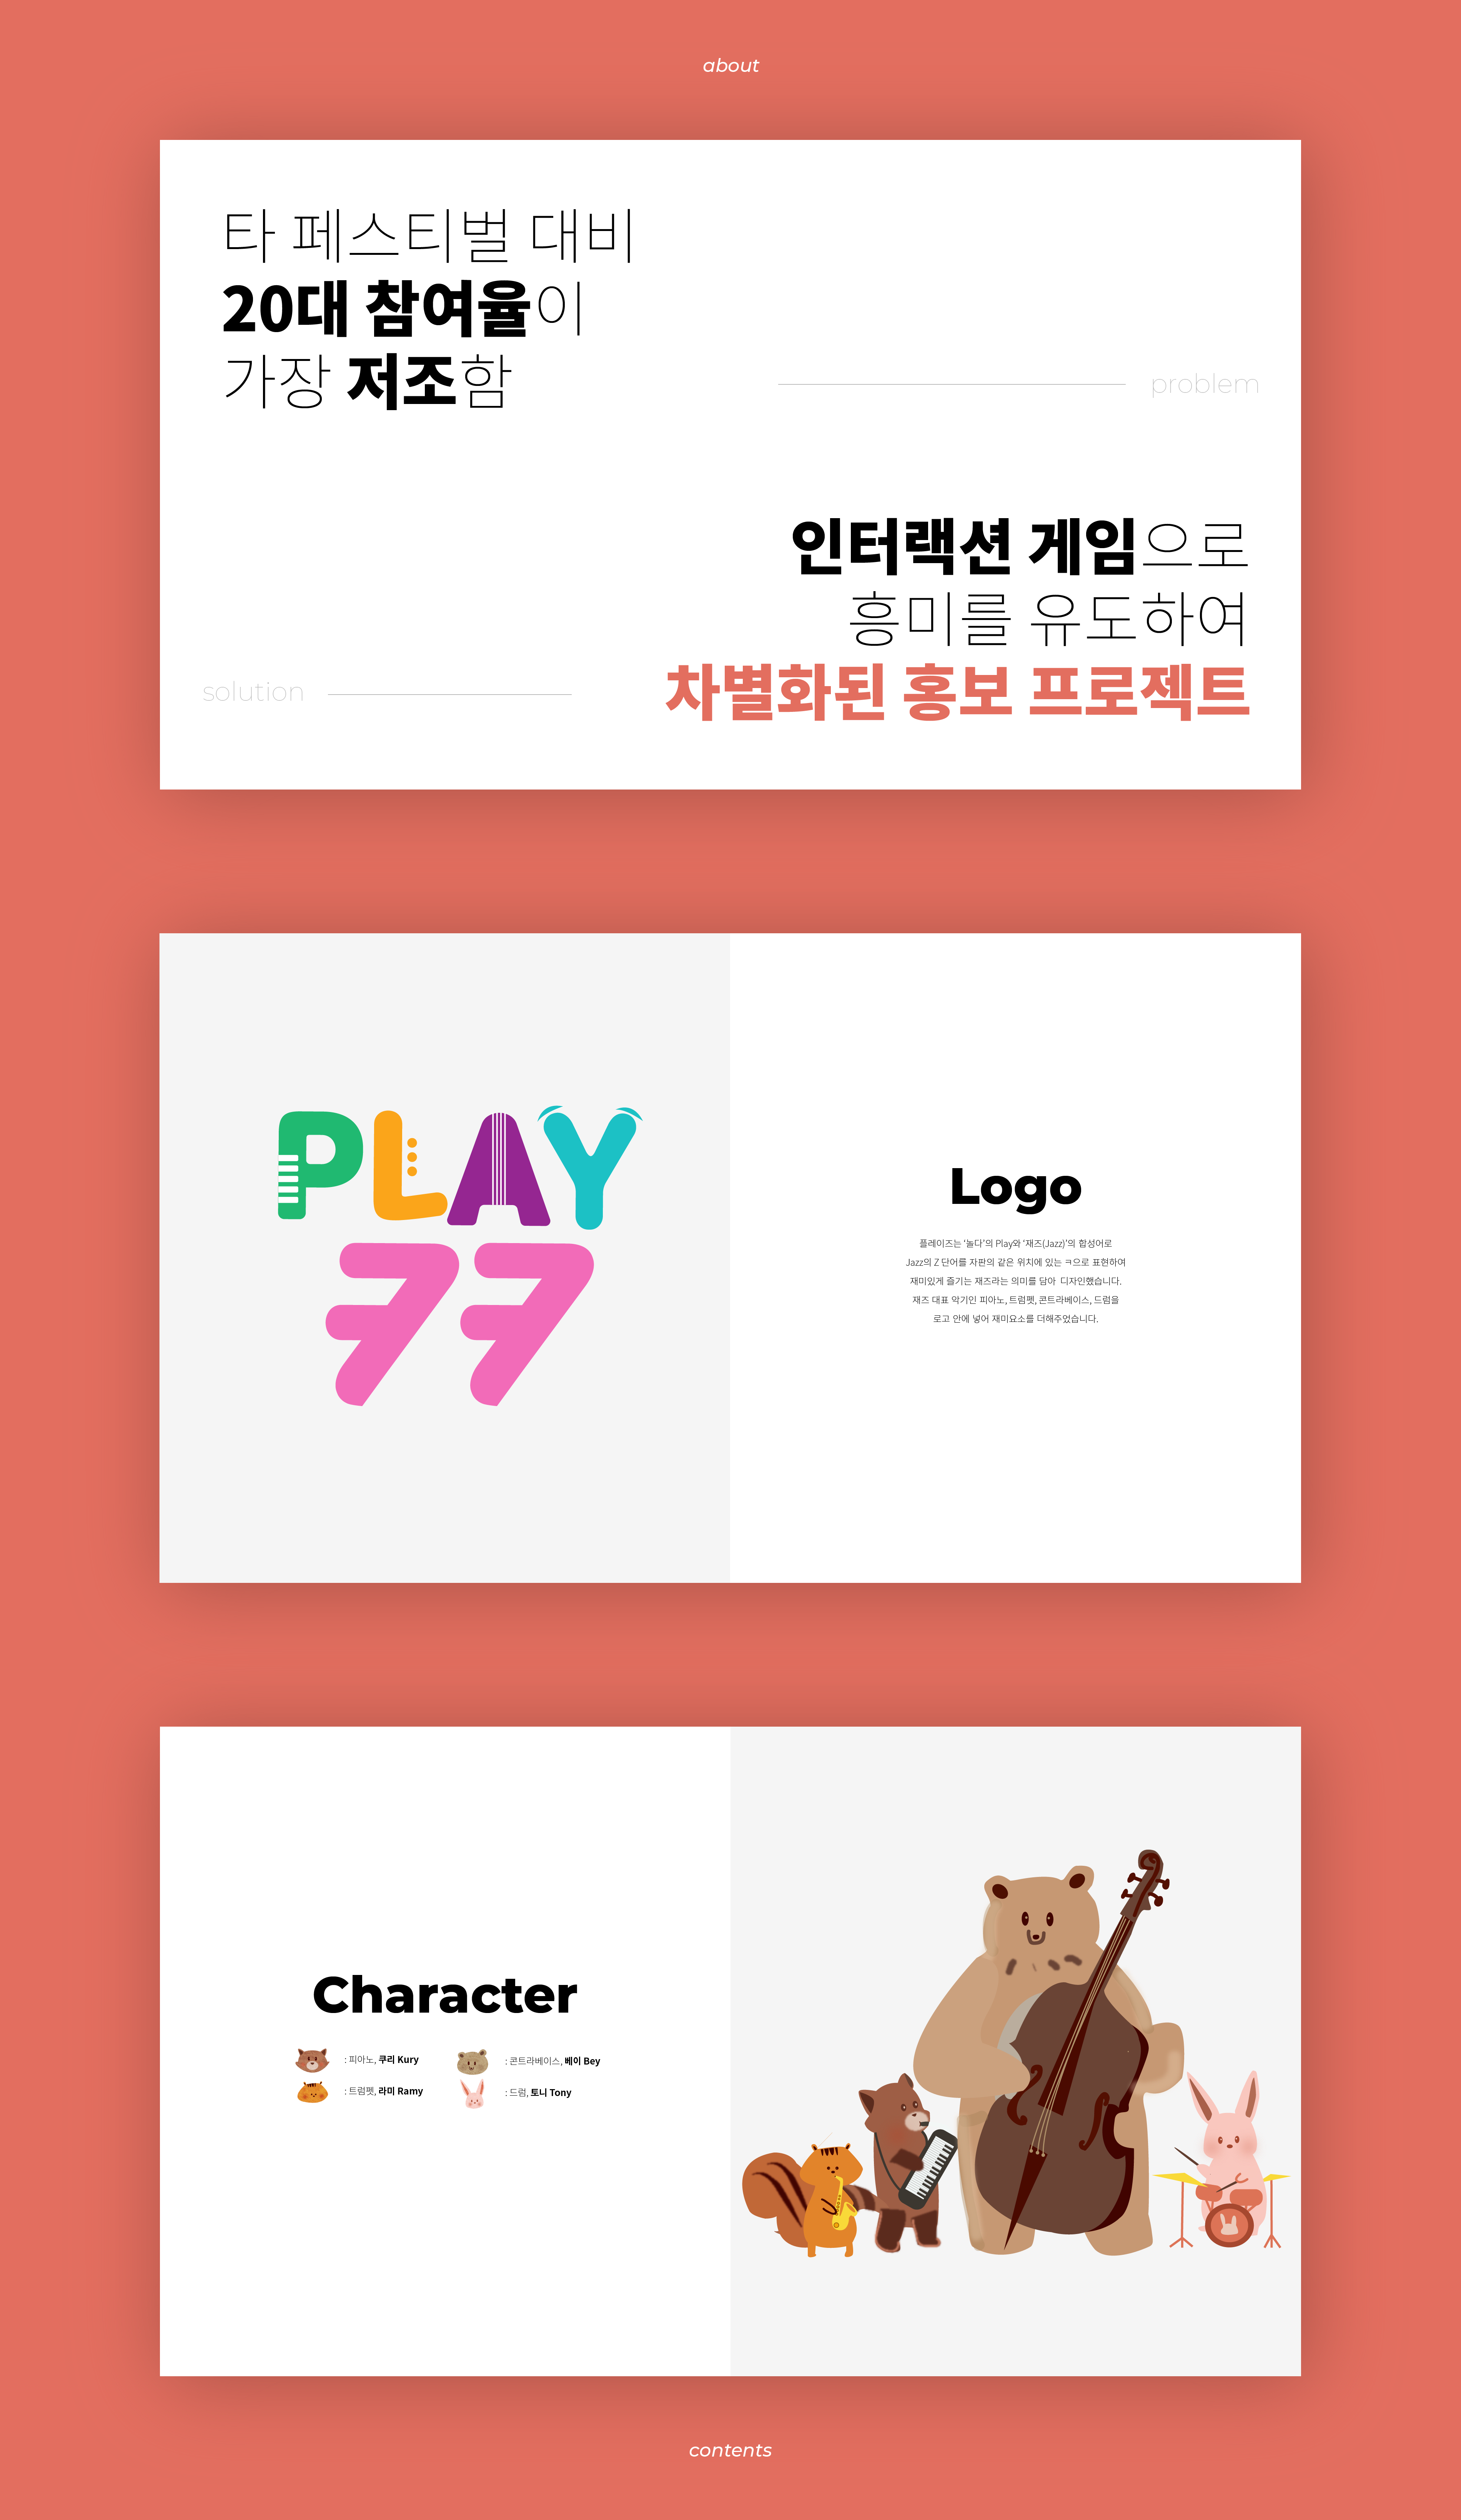 about
타 페스티벌 대비
20대 참여율이
가장 저조함
problem
인터랙션 게임으로
흥미를 유도하여
차별화된 홍보 프로젝트
solution
PLAY
ㅋㅋ
Logo
플레이즈는 ‘놀다’의 Play와 ‘재즈(Jazz)’의 합성어로
Jazz의 Z 단어를 자판의 같은 위치에 있는 ㅋ으로 표현하여
재미있게 즐기는 재즈라는 의미를 담아 디자인했습니다.
재즈 대표 악기인 피아노, 트럼펫, 콘트라베이스, 드럼을
로고 안에 넣어 재미요소를 더해주었습니다.
Character
: 피아노, 쿠리 Kury
: 콘트라베이스, 베이 Bey
: 트럼펫, 라미 Ramy
: 드럼, 토니 Tony
contents